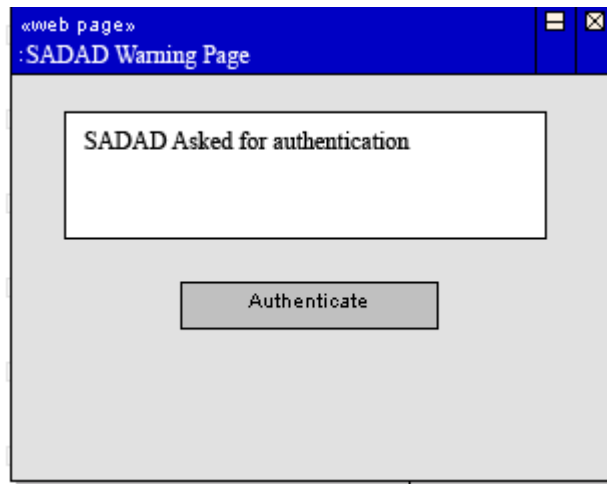 «web page»
:SADAD Warning Page
SADAD Asked for authentication
Authenticate